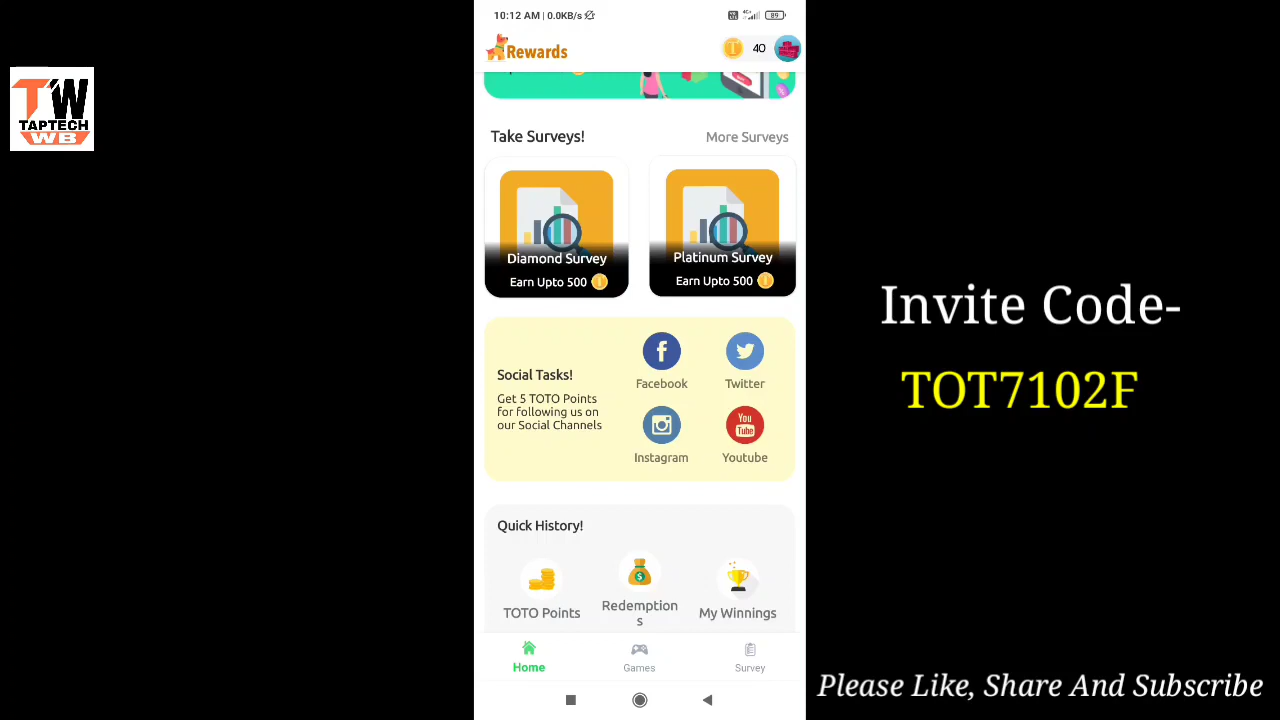 10:12 AM | 0.0KB/s
89
Rewards
40
TW
TAPTECH
WB
Take Surveys!
More Surveys
Diamond Survey
Platinum Survey
Earn Upto 500
Earn Upto 500
Social Tasks!
Get 5 TOTO Points
for following us on
our Social Channels
Facebook
Twitter
You
Tube
Instagram
Youtube
Quick History!
TOTO Points
Redemption
s
My Winnings
Home
Games
Survey
Invite Code-
TOT7102F
Please Like, Share And Subscribe